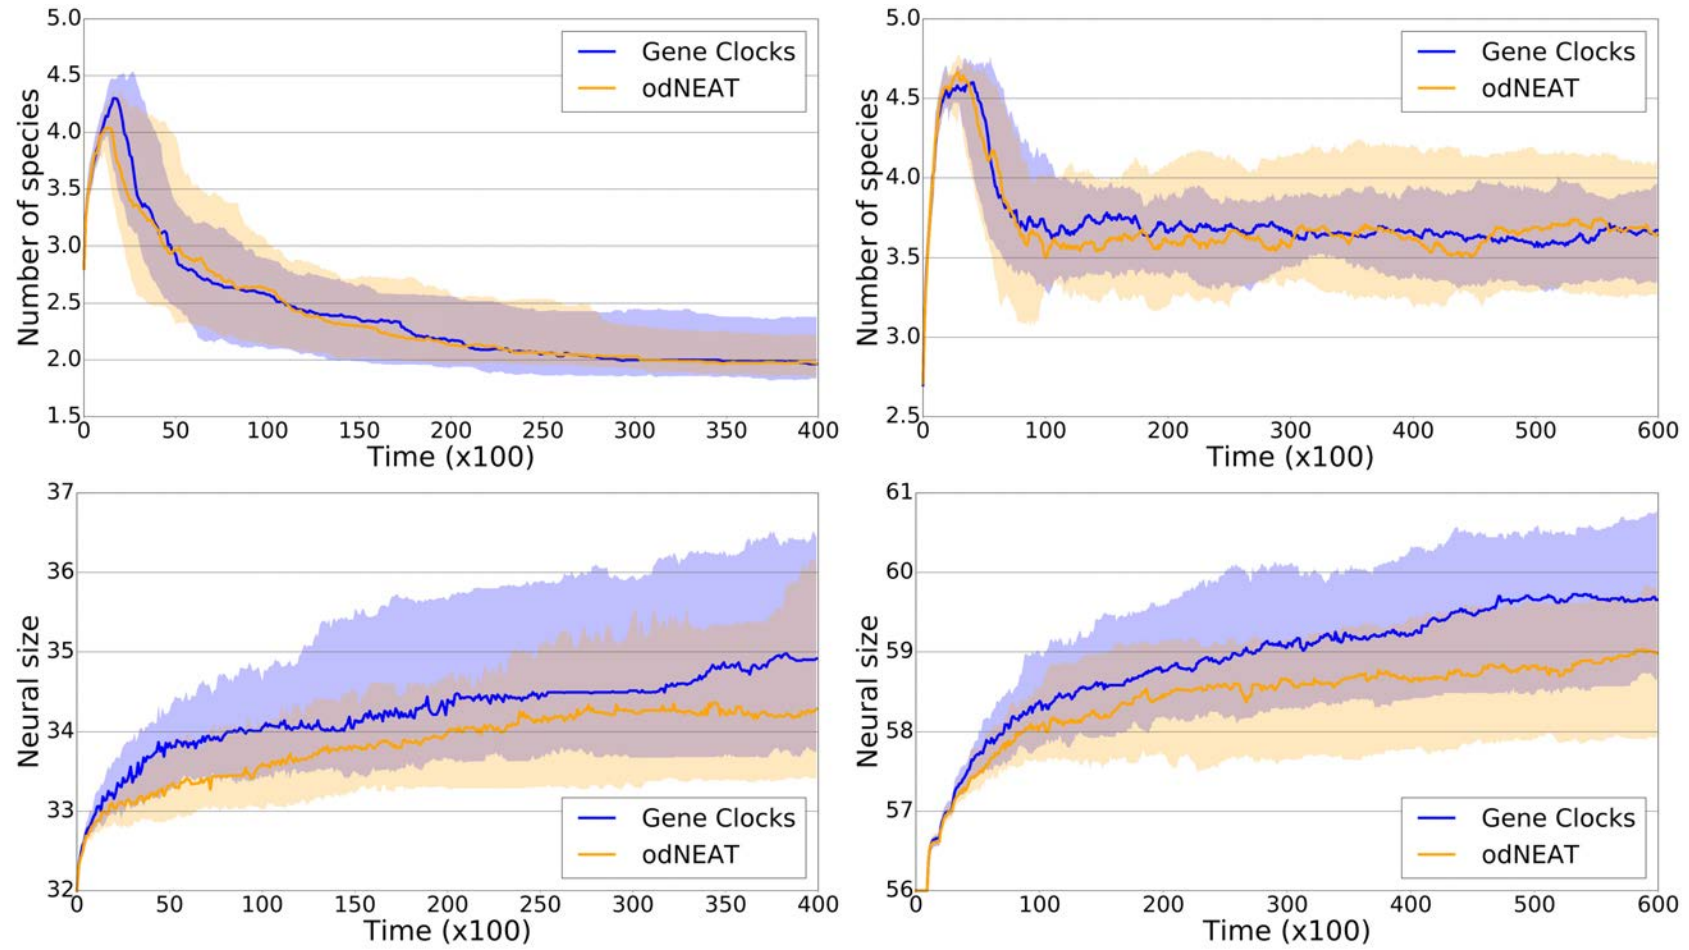 5.0
4.5
4.0
3.5
3.0
2.5
2.0
1.5
Number of species
Gene Clocks
odNEAT
0 50 100 150 200 250 300 350 400
Time (x100)
5.0
4.5
4.0
3.5
3.0
2.5
Number of species
Gene Clocks
odNEAT
0 100 200 300 400 500 600
Time (x100)
37
36
35
34
33
32
Neural size
Gene Clocks
odNEAT
0 50 100 150 200 250 300 350 400
Time (x100)
61
60
59
58
57
56
Neural size
Gene Clocks
odNEAT
0 100 200 300 400 500 600
Time (x100)